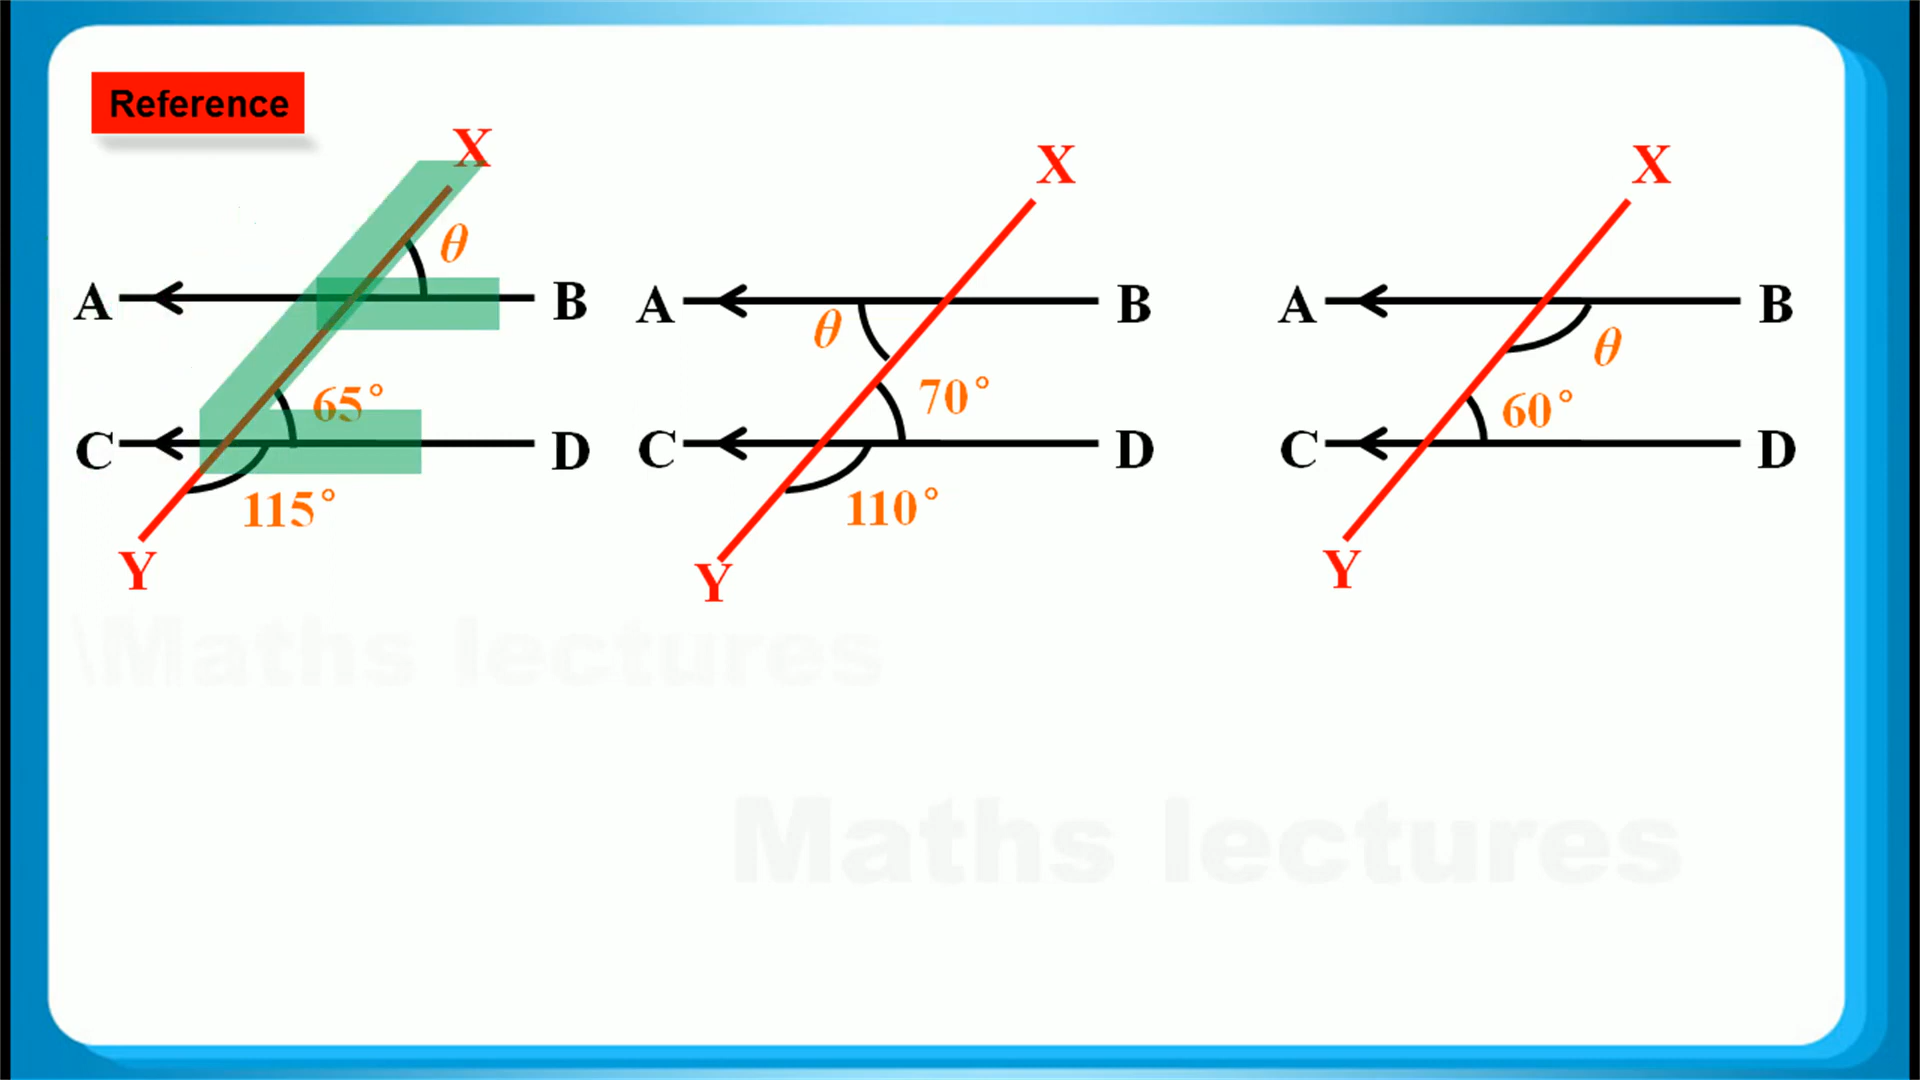 Reference
X
θ
A
B
65°
C
D
115°
Y
X
A
B
θ
70°
C
D
110°
Y
X
A
B
θ
60°
C
D
Y
\Maths lectures
Maths lectures